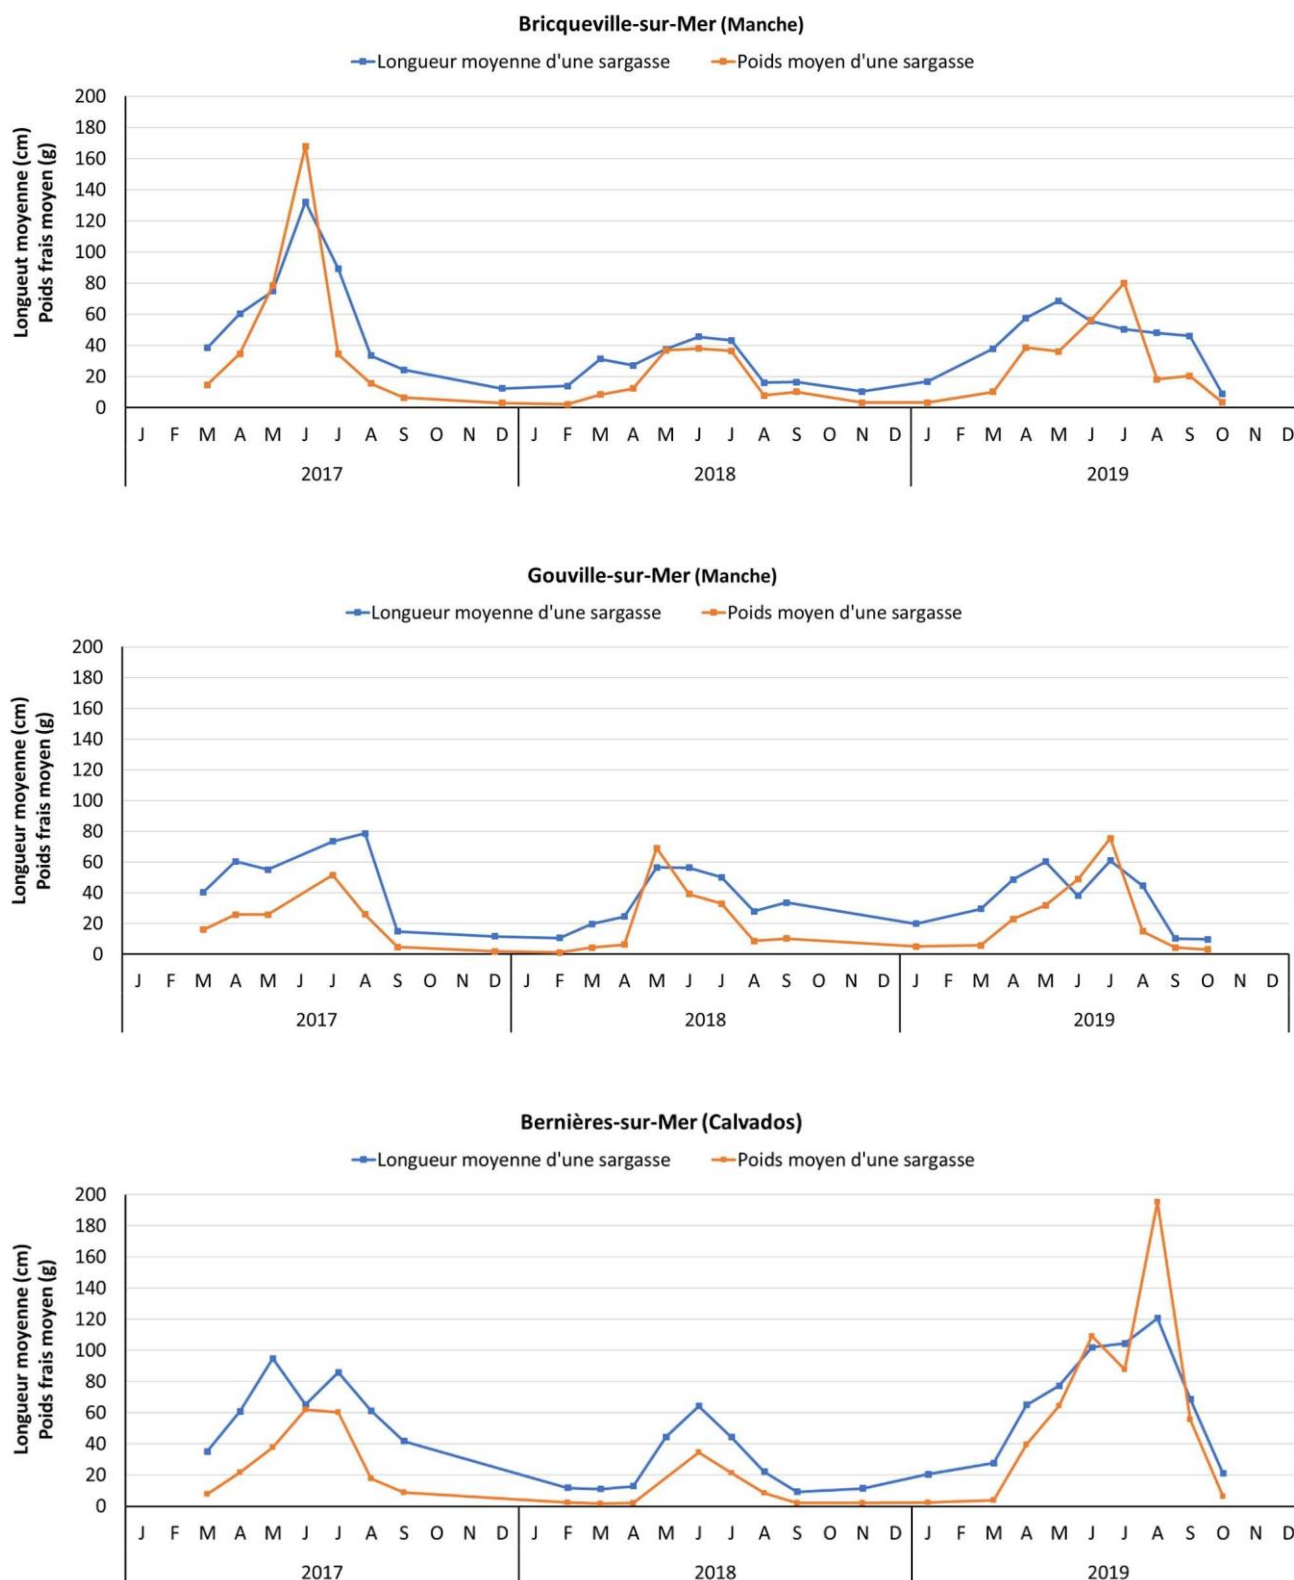 Bricqueville-sur-Mer (Manche)
Longueur moyenne d'une sargasse Poids moyen d'une sargasse
Longueut moyenne (cm)
Poids frais moyen (g)
200
180
160
140
120
100
80
60
40
20
0
J F M A M J J A S O N D J F M A M J J A S O N D J F M A M J J A S O N D
2017 2018 2019
Gouville-sur-Mer (Manche)
Longueur moyenne d'une sargasse Poids moyen d'une sargasse
Longueur moyenne (cm)
Poids frais moyen (g)
200
180
160
140
120
100
80
60
40
20
0
J F M A M J J A S O N D J F M A M J J A S O N D J F M A M J J A S O N D
2017 2018 2019
Bernières-sur-Mer (Calvados)
Longueur moyenne d'une sargasse Poids moyen d'une sargasse
Longueur moyenne (cm)
Poids frais moyen (g)
200
180
160
140
120
100
80
60
40
20
0
J F M A M J J A S O N D J F M A M J J A S O N D J F M A M J J A S O N D
2017 2018 2019